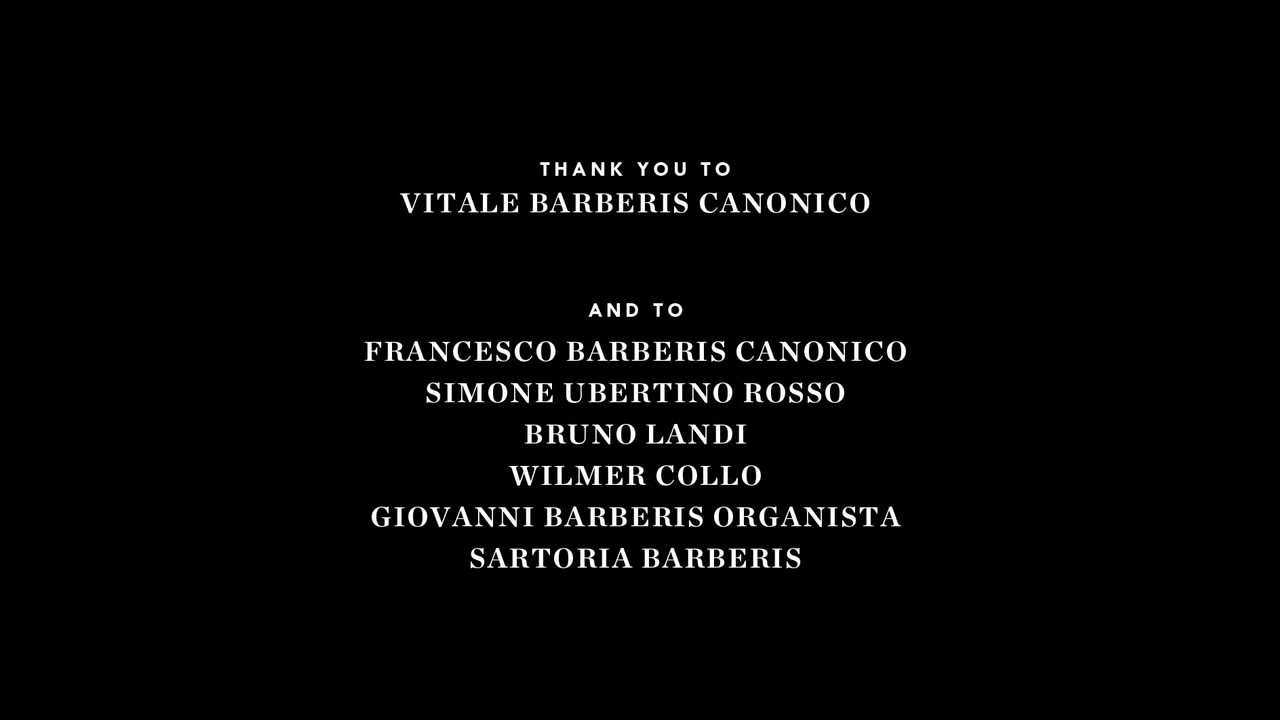 THANK YOU TO
VITALE BARBERIS CANONICO
AND TO
FRANCESCO BARBERIS CANONICO
SIMONE UBERTINO ROSSO
BRUNO LANDI
WILMER COLLO
GIOVANNI BARBERIS ORGANISTA
SARTORIA BARBERIS